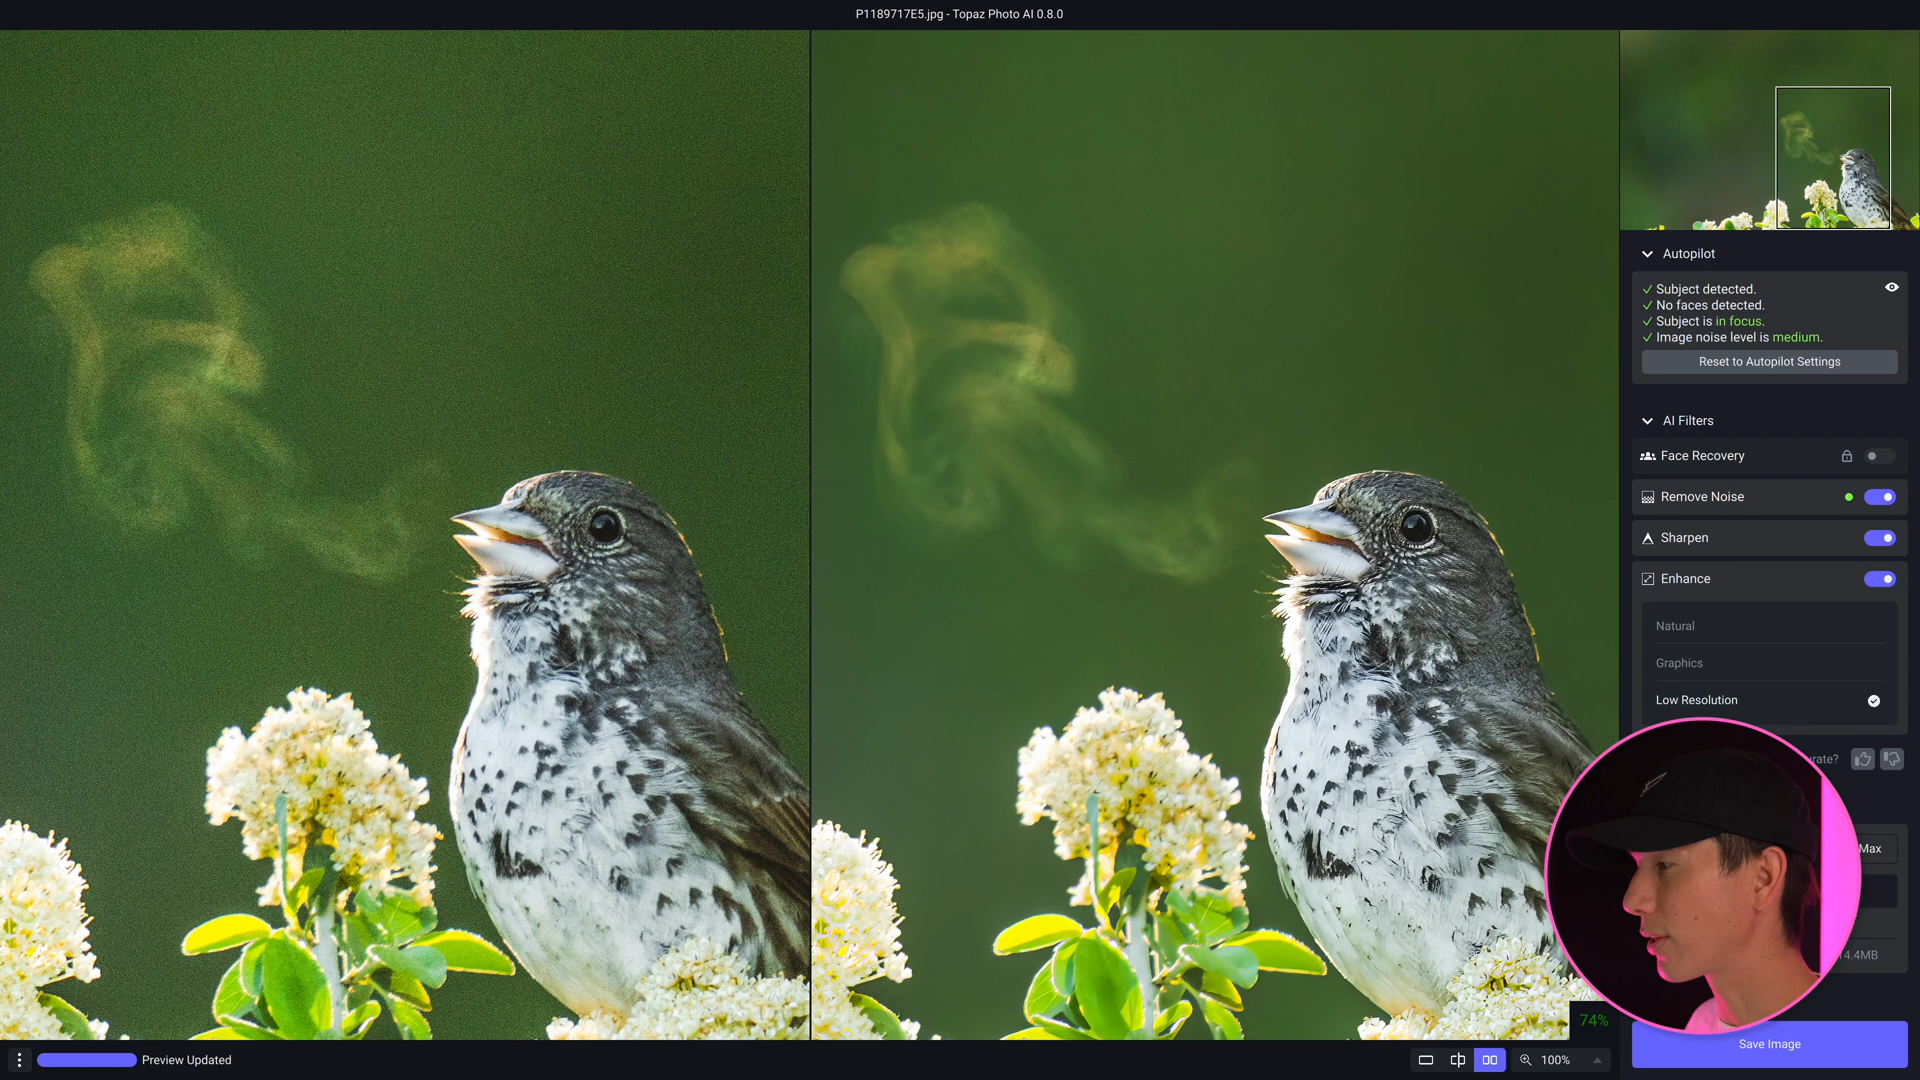 P1189717E5.jpg - Topaz Photo AI 0.8.0
Autopilot
Subject detected.
No faces detected.
Subject is in focus.
Image noise level is medium.
Reset to Autopilot Settings
AI Filters
Face Recovery
Remove Noise
Sharpen
Enhance
Natural
Graphics
Low Resolution
Max
74%
Save Image
Preview Updated
100%